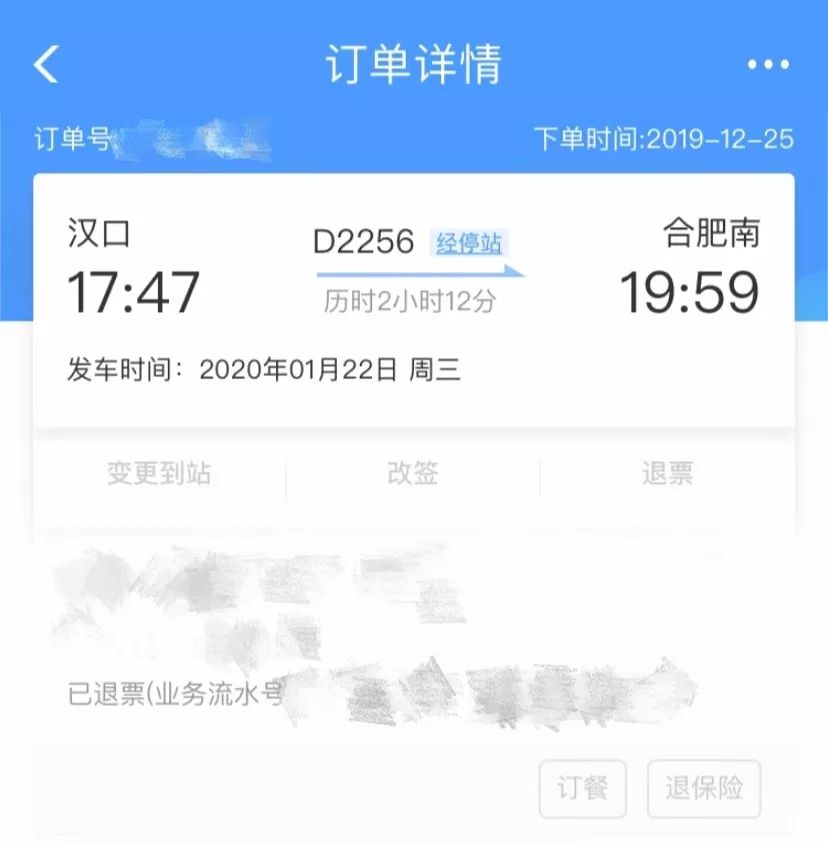 订单详情
订单号
下单时间:2019-12-25
汉口
D2256 经停站
合肥南
17:47
历时2小时12分
19:59
发车时间：2020年01月22日 周三
变更到站 改签 退票
已退票(业务流水号
订餐 退保险